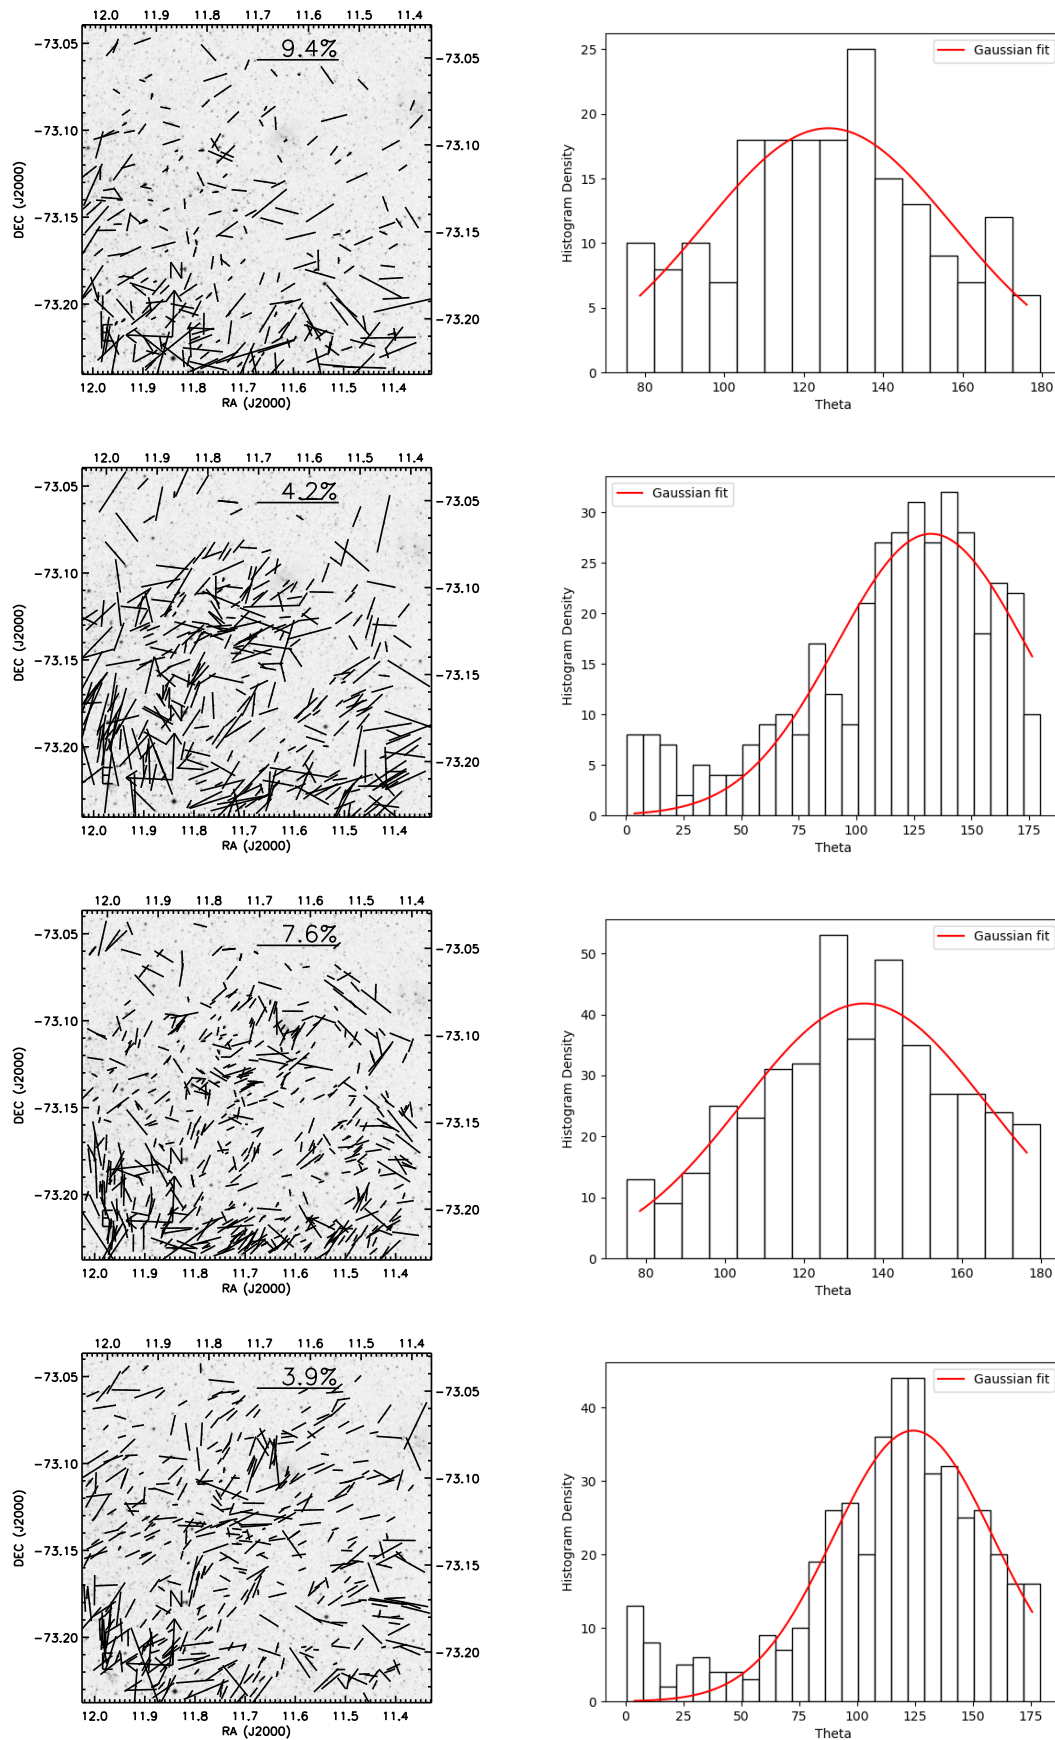 12.0 11.9 11.8 11.7 11.6 11.5 11.4
9.4%
-73.05 -73.05
-73.10 -73.10
-73.15 -73.15
-73.20 -73.20
DEC (J2000)
N
E
12.0 11.9 11.8 11.7 11.6 11.5 11.4
RA (J2000)
Gaussian fit
25
20
15
10
5
0
Histogram Density
80 100 120 140 160 180
Theta
12.0 11.9 11.8 11.7 11.6 11.5 11.4
4.2%
-73.05 -73.05
-73.10 -73.10
-73.15 -73.15
-73.20 -73.20
DEC (J2000)
E
12.0 11.9 11.8 11.7 11.6 11.5 11.4
RA (J2000)
Gaussian fit
30
25
20
15
10
5
0
Histogram Density
0 25 50 75 100 125 150 175
Theta
12.0 11.9 11.8 11.7 11.6 11.5 11.4
7.6%
-73.05 -73.05
-73.10 -73.10
-73.15 -73.15
-73.20 -73.20
DEC (J2000)
N
E
12.0 11.9 11.8 11.7 11.6 11.5 11.4
RA (J2000)
Gaussian fit
50
40
30
20
10
0
Histogram Density
80 100 120 140 160 180
Theta
12.0 11.9 11.8 11.7 11.6 11.5 11.4
3.9%
-73.05 -73.05
-73.10 -73.10
-73.15 -73.15
-73.20 -73.20
DEC (J2000)
N
12.0 11.9 11.8 11.7 11.6 11.5 11.4
RA (J2000)
Gaussian fit
40
30
20
10
0
Histogram Density
0 25 50 75 100 125 150 175
Theta